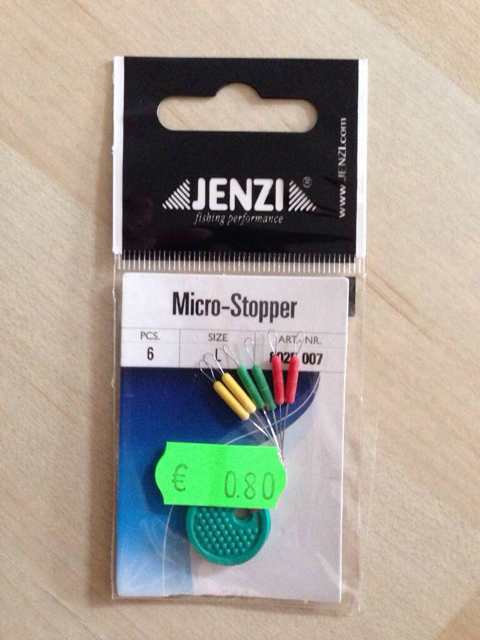 JENZI®
fishing performance
www.JENZI.com
Micro-Stopper
PCS. SIZE ART.-NR.
6 L 007
€ 0.80